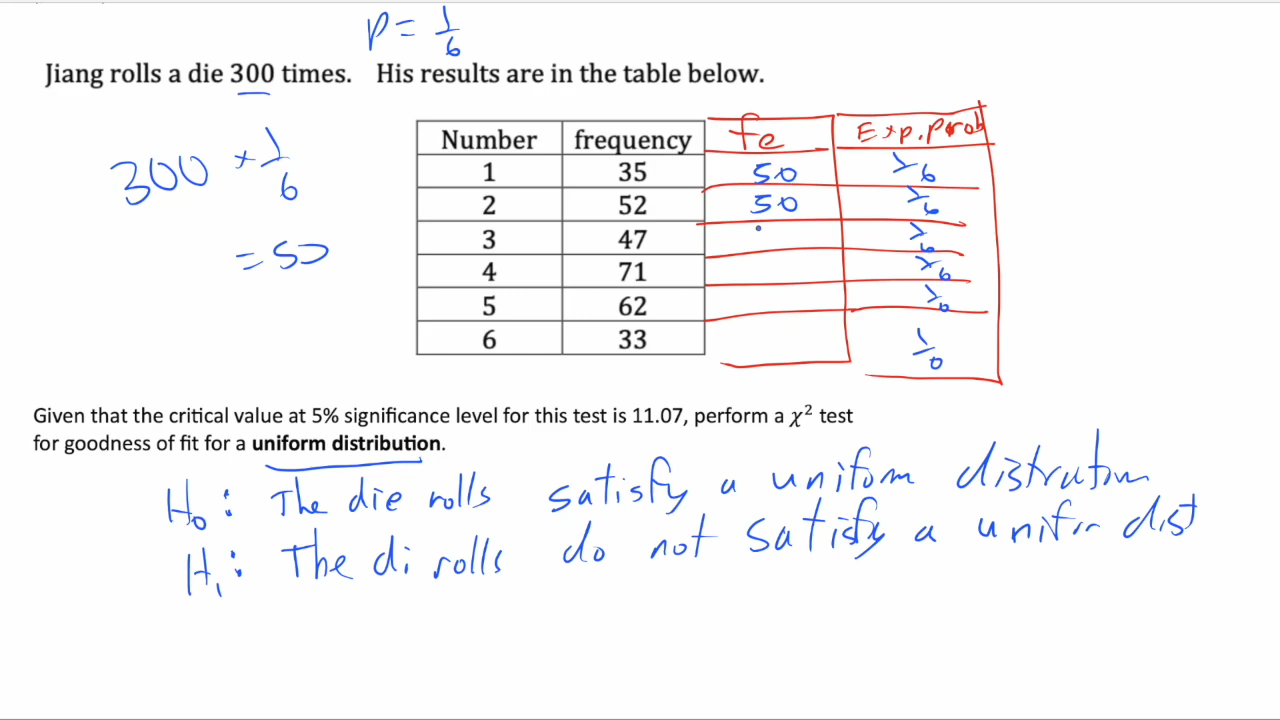 P = 1/6
Jiang rolls a die 300 times. His results are in the table below.
300 * 1/6
= 50
Number frequency fe Exp. Prob
1 35 50 1/6
2 52 50 1/6
3 47 1/6
4 71 1/6
5 62 1/6
6 33 1/6
Given that the critical value at 5% significance level for this test is 11.07, perform a χ² test
for goodness of fit for a uniform distribution.
H₀: The die rolls satisfy a uniform distrution
H₁: The di rolls do not satisfy a unifor dist